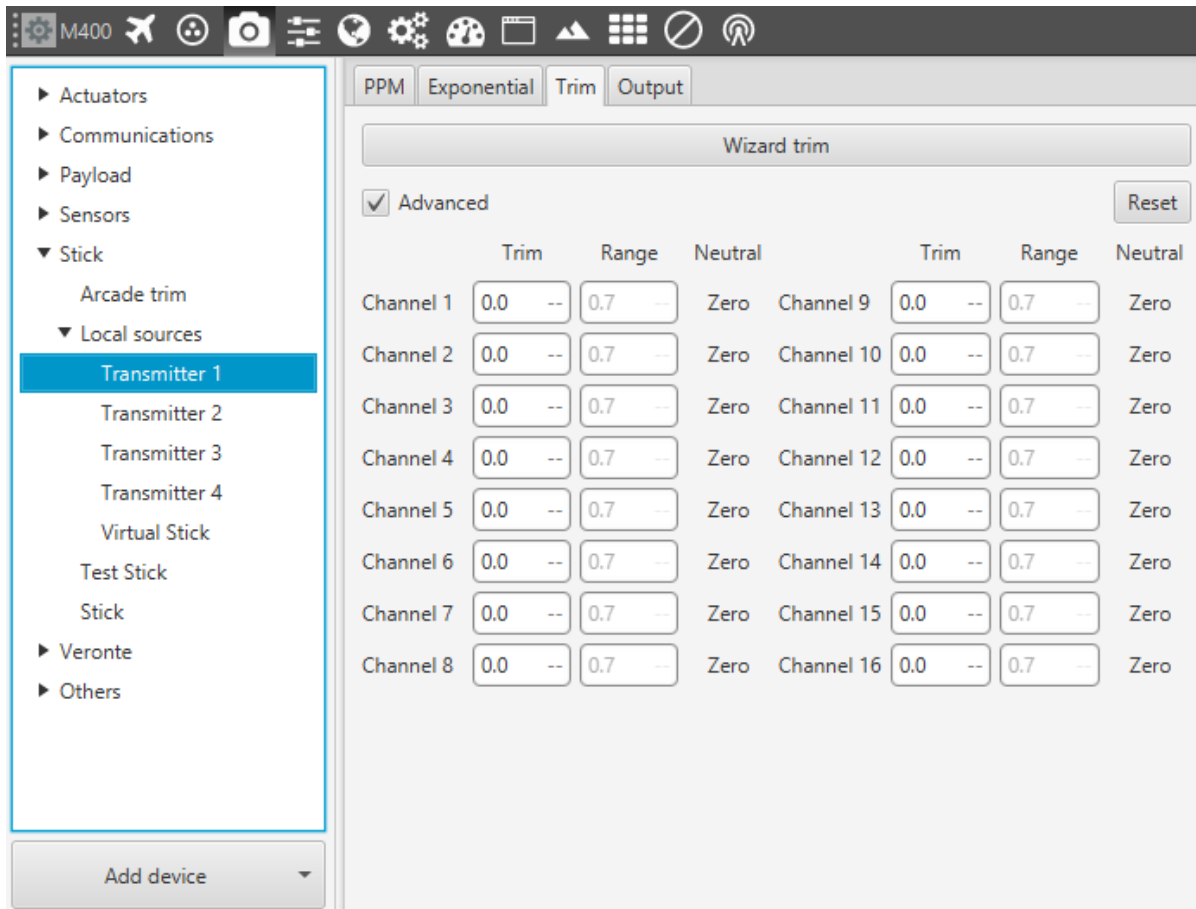 M400
Actuators
Communications
Payload
Sensors
Stick
Arcade trim
Local sources
Transmitter 1
Transmitter 2
Transmitter 3
Transmitter 4
Virtual Stick
Test Stick
Stick
Veronte
Others
Add device
PPM Exponential Trim Output
Wizard trim
Advanced Reset
Trim Range Neutral Trim Range Neutral
Channel 1 0.0 -- 0.7 -- Zero Channel 9 0.0 -- 0.7 -- Zero
Channel 2 0.0 -- 0.7 -- Zero Channel 10 0.0 -- 0.7 -- Zero
Channel 3 0.0 -- 0.7 -- Zero Channel 11 0.0 -- 0.7 -- Zero
Channel 4 0.0 -- 0.7 -- Zero Channel 12 0.0 -- 0.7 -- Zero
Channel 5 0.0 -- 0.7 -- Zero Channel 13 0.0 -- 0.7 -- Zero
Channel 6 0.0 -- 0.7 -- Zero Channel 14 0.0 -- 0.7 -- Zero
Channel 7 0.0 -- 0.7 -- Zero Channel 15 0.0 -- 0.7 -- Zero
Channel 8 0.0 -- 0.7 -- Zero Channel 16 0.0 -- 0.7 -- Zero